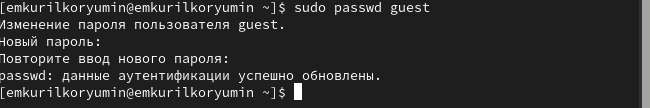 [emkurilkoryumin@emkurilkoryumin ~]$ sudo passwd guest
Изменение пароля пользователя guest.
Новый пароль:
Повторите ввод нового пароля:
passwd: данные аутентификации успешно обновлены.
[emkurilkoryumin@emkurilkoryumin ~]$